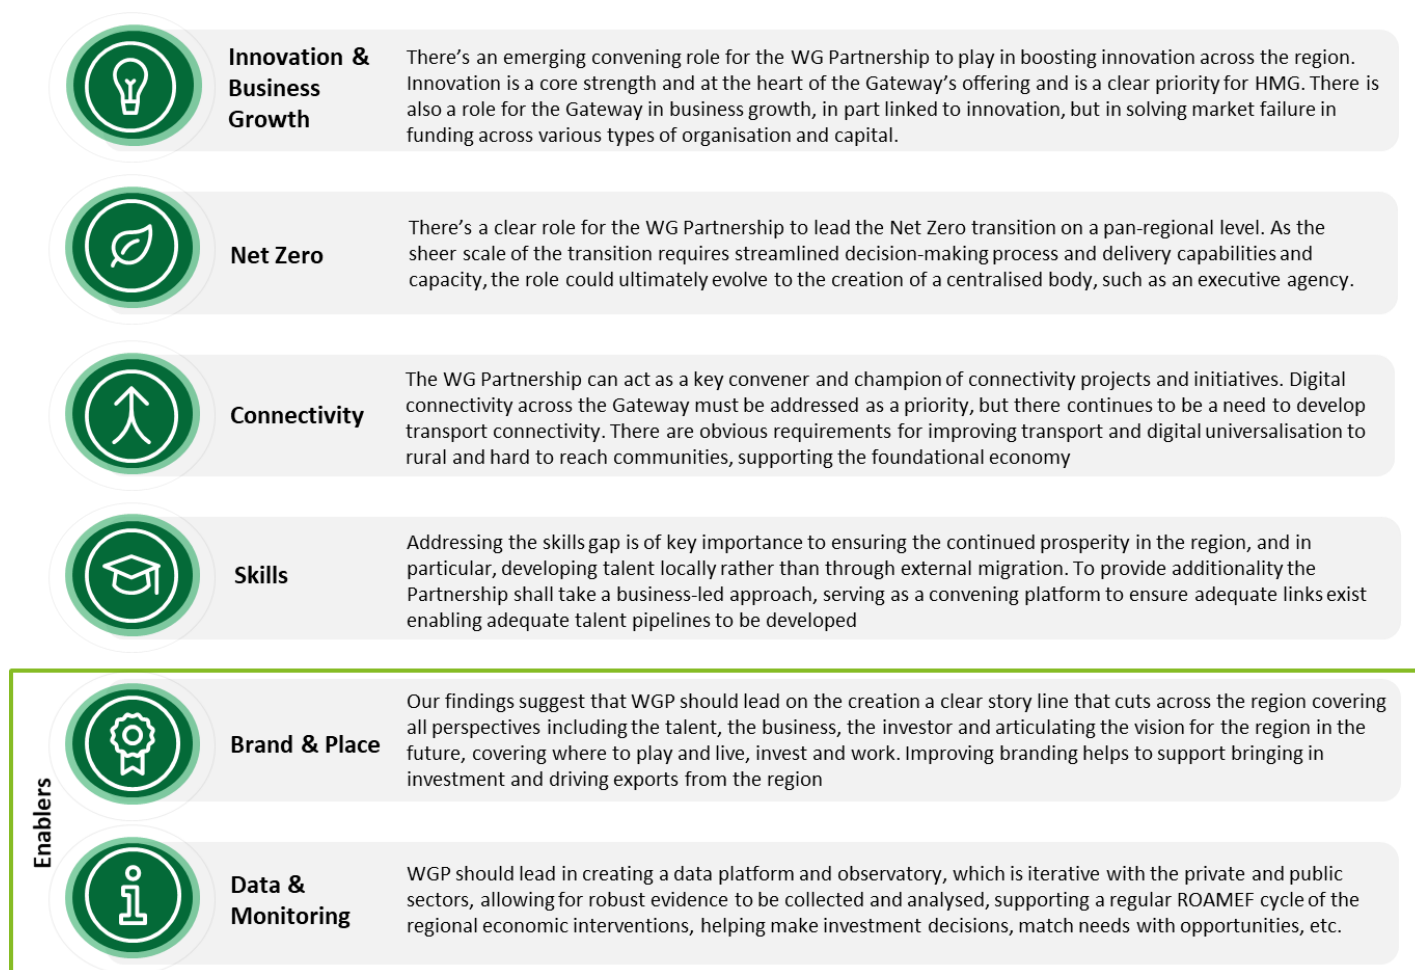 Innovation &
Business
Growth
There’s an emerging convening role for the WG Partnership to play in boosting innovation across the region.
Innovation is a core strength and at the heart of the Gateway’s offering and is a clear priority for HMG. There is
also a role for the Gateway in business growth, in part linked to innovation, but in solving market failure in
funding across various types of organisation and capital.
Net Zero
There’s a clear role for the WG Partnership to lead the Net Zero transition on a pan-regional level. As the
sheer scale of the transition requires streamlined decision-making process and delivery capabilities and
capacity, the role could ultimately evolve to the creation of a centralised body, such as an executive agency.
Connectivity
The WG Partnership can act as a key convener and champion of connectivity projects and initiatives. Digital
connectivity across the Gateway must be addressed as a priority, but there continues to be a need to develop
transport connectivity. There are obvious requirements for improving transport and digital universalisation to
rural and hard to reach communities, supporting the foundational economy
Skills
Addressing the skills gap is of key importance to ensuring the continued prosperity in the region, and in
particular, developing talent locally rather than through external migration. To provide additionality the
Partnership shall take a business-led approach, serving as a convening platform to ensure adequate links exist
enabling adequate talent pipelines to be developed
Enablers
Brand & Place
Our findings suggest that WGP should lead on the creation a clear story line that cuts across the region covering
all perspectives including the talent, the business, the investor and articulating the vision for the region in the
future, covering where to play and live, invest and work. Improving branding helps to support bringing in
investment and driving exports from the region
Data &
Monitoring
WGP should lead in creating a data platform and observatory, which is iterative with the private and public
sectors, allowing for robust evidence to be collected and analysed, supporting a regular ROAMEF cycle of the
regional economic interventions, helping make investment decisions, match needs with opportunities, etc.